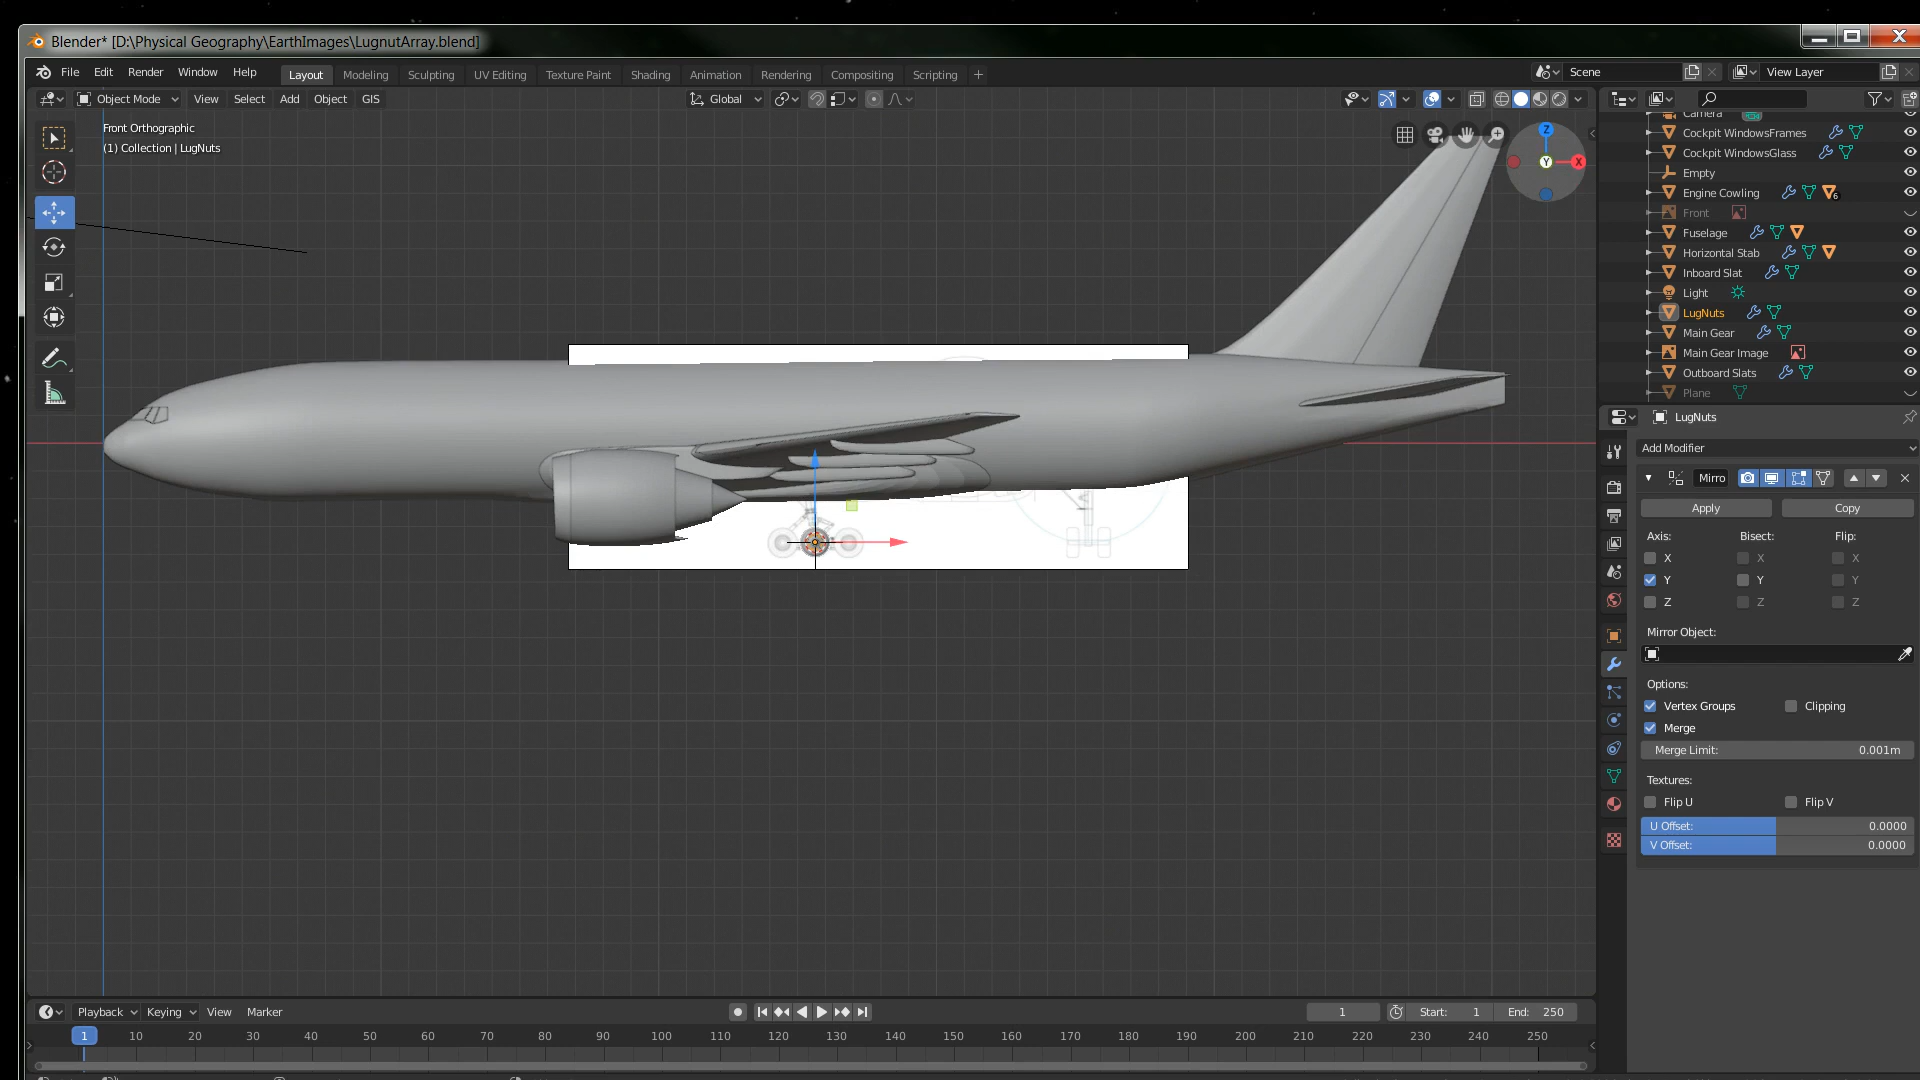 Blender* [D:\Physical Geography\EarthImages\LugnutArray.blend]
File Edit Render Window Help Layout Modeling Sculpting UV Editing Texture Paint Shading Animation Rendering Compositing Scripting + Scene View Layer
Object Mode View Select Add Object GIS Global
Front Orthographic
(1) Collection | LugNuts
Z
Y
X
Camera
Cockpit WindowsFrames
Cockpit WindowsGlass
Empty
Engine Cowling 6
Front
Fuselage
Horizontal Stab
Inboard Slat
Light
LugNuts
Main Gear
Main Gear Image
Outboard Slats
Plane
LugNuts
Add Modifier
Mirro
Apply Copy
Axis: Bisect: Flip:
X X X
Y Y Y
Z Z Z
Mirror Object:
Options:
Vertex Groups Clipping
Merge
Merge Limit: 0.001m
Textures:
Flip U Flip V
U Offset: 0.0000
V Offset: 0.0000
Playback Keying View Marker 1 Start: 1 End: 250
1 10 20 30 40 50 60 70 80 90 100 110 120 130 140 150 160 170 180 190 200 210 220 230 240 250